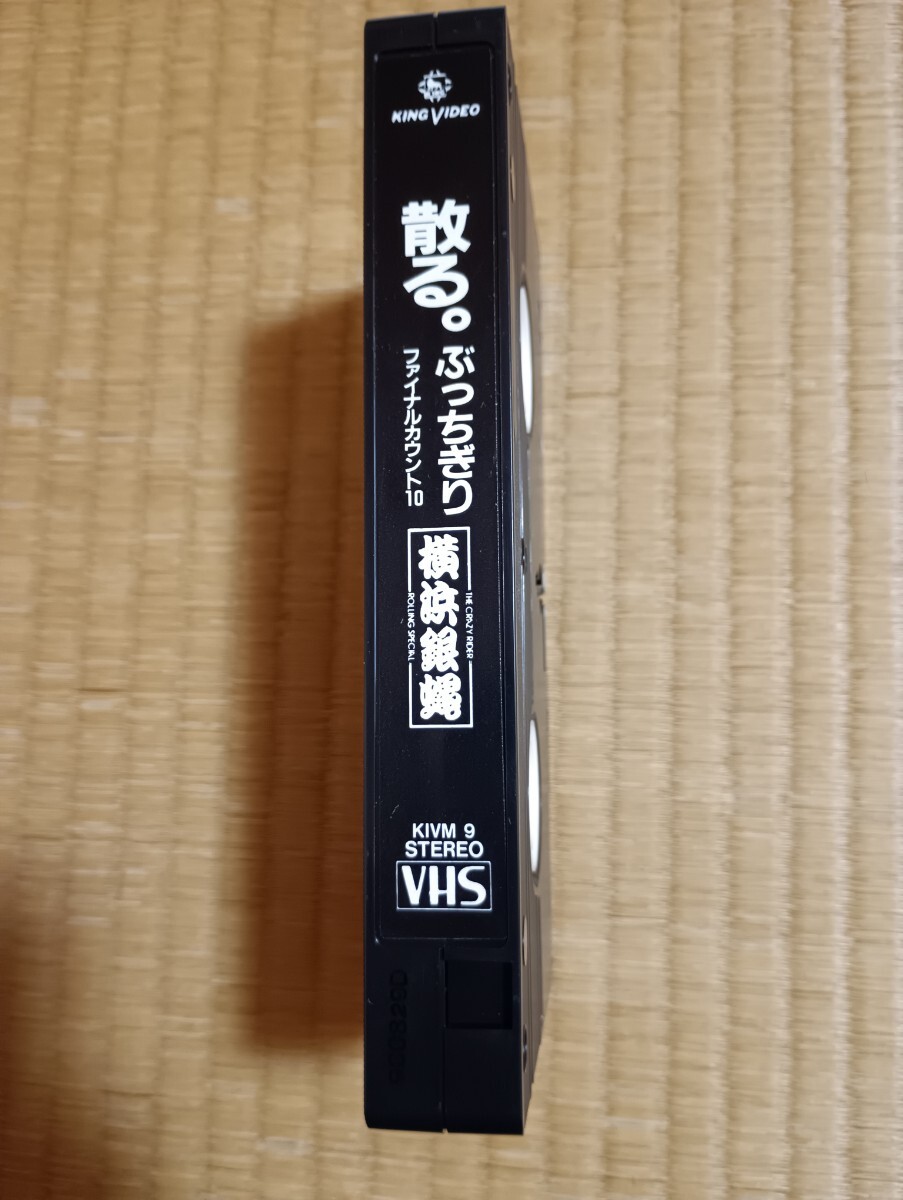 KING VIDEO
散る。
ぶっちぎり
ファイナルカウント10
THE CRAZY RIDER
横浜銀蝿
ROLLING SPECIAL
KIVM 9
STEREO
VHS